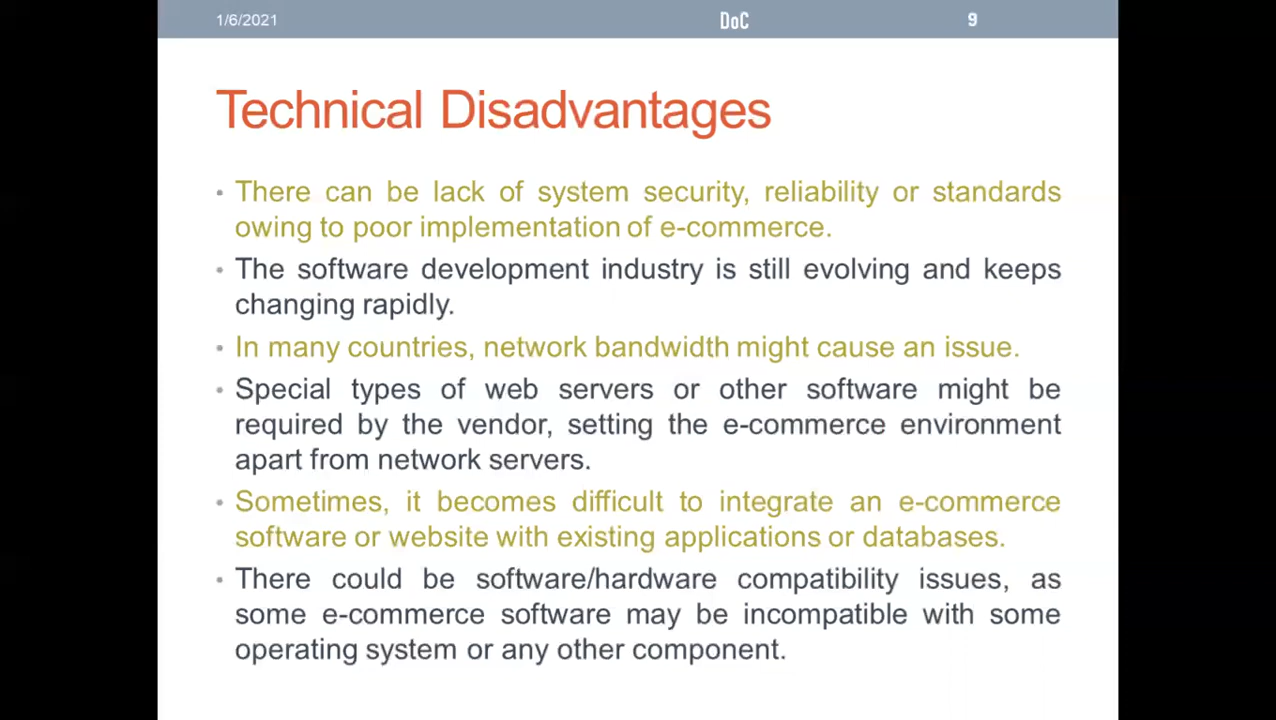 1/6/2021 DoC 9
Technical Disadvantages
• There can be lack of system security, reliability or standards
owing to poor implementation of e-commerce.
• The software development industry is still evolving and keeps
changing rapidly.
• In many countries, network bandwidth might cause an issue.
• Special types of web servers or other software might be
required by the vendor, setting the e-commerce environment
apart from network servers.
• Sometimes, it becomes difficult to integrate an e-commerce
software or website with existing applications or databases.
• There could be software/hardware compatibility issues, as
some e-commerce software may be incompatible with some
operating system or any other component.